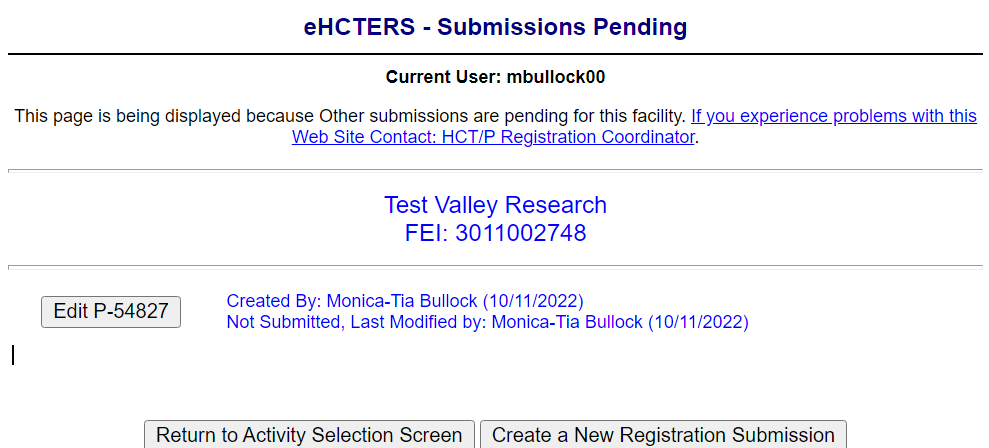 eHCTERS - Submissions Pending
Current User: mbullock00
This page is being displayed because Other submissions are pending for this facility. If you experience problems with this
Web Site Contact: HCT/P Registration Coordinator.
Test Valley Research
FEI: 3011002748
Edit P-54827
Created By: Monica-Tia Bullock (10/11/2022)
Not Submitted, Last Modified by: Monica-Tia Bullock (10/11/2022)
Return to Activity Selection Screen
Create a New Registration Submission